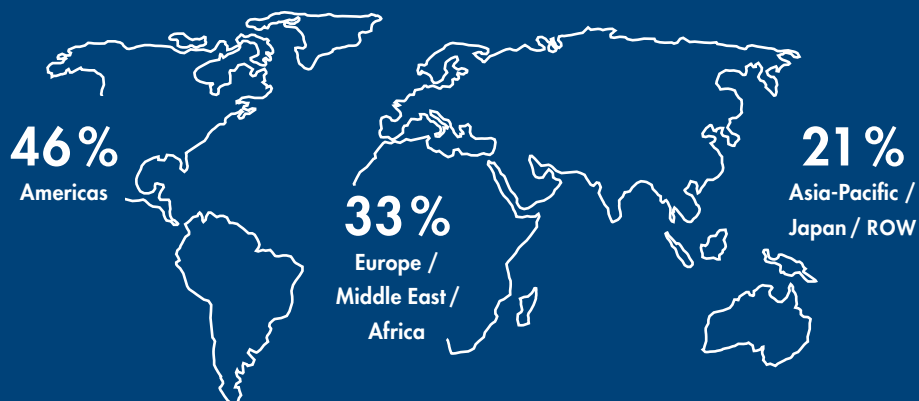 46 %
Americas
33 %
Europe /
Middle East /
Africa
21 %
Asia-Pacific /
Japan / ROW